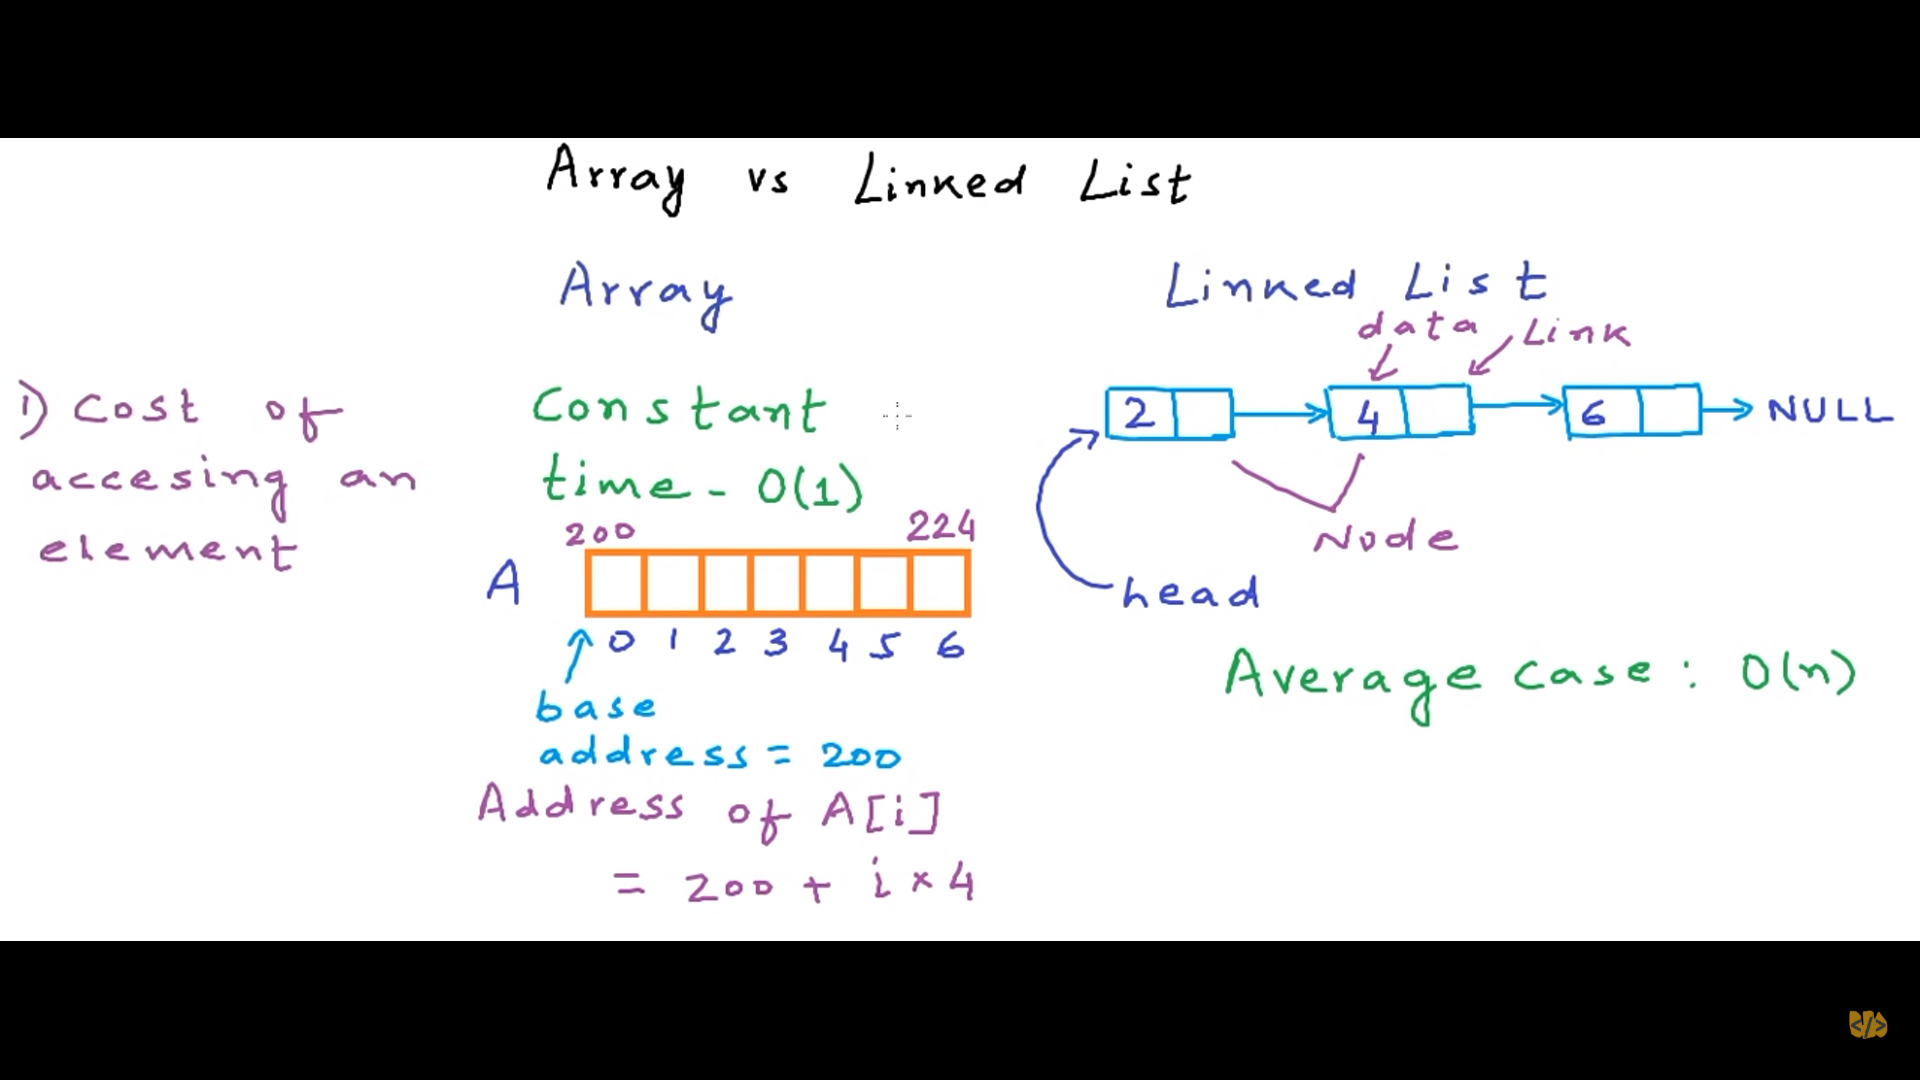 Array vs Linked List
Array
Linked List
data
Link
1) Cost of
accesing an
element
Constant
time - O(1)
200
224
A
0 1 2 3 4 5 6
base
address = 200
Address of A[i]
= 200 + i × 4
2
4
6
NULL
Node
head
Average case : O(n)